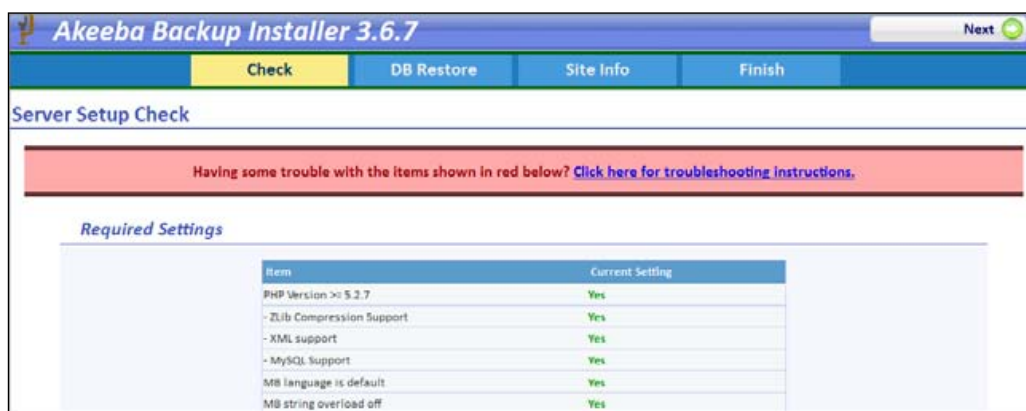 Akeeba Backup Installer 3.6.7
Next
Check DB Restore Site Info Finish
Server Setup Check
Having some trouble with the items shown in red below? Click here for troubleshooting instructions.
Required Settings
Item Current Setting
PHP Version >= 5.2.7 Yes
- ZLib Compression Support Yes
- XML support Yes
- MySQL Support Yes
MB language is default Yes
MB string overload off Yes